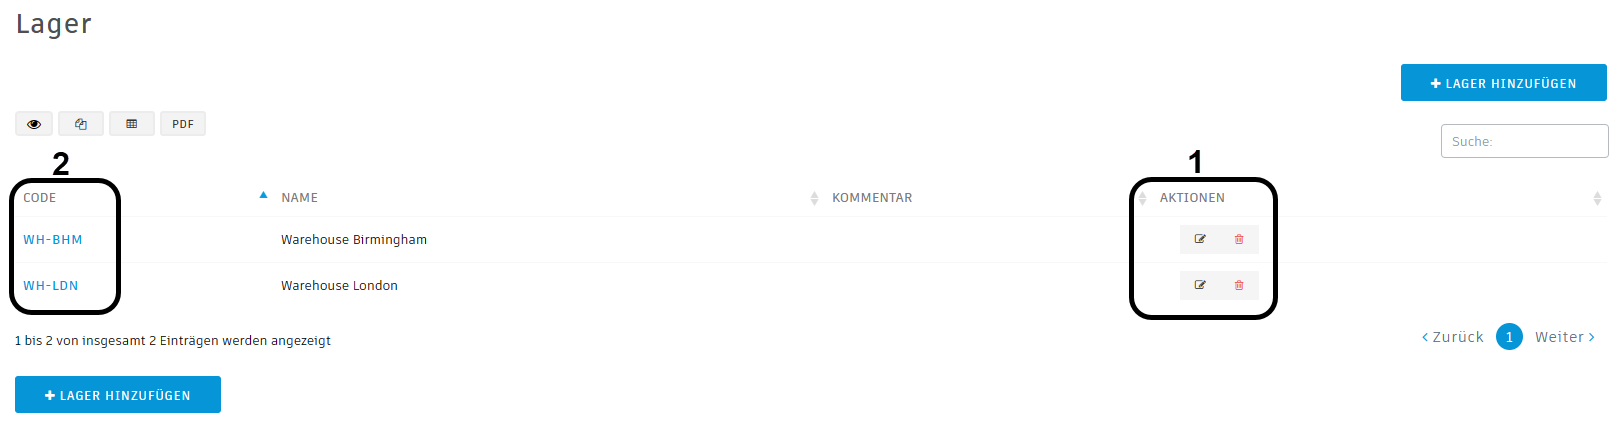 Lager
LAGER HINZUFÜGEN
PDF
Suche:
2
1
CODE NAME KOMMENTAR AKTIONEN
WH-BHM Warehouse Birmingham
WH-LDN Warehouse London
1 bis 2 von insgesamt 2 Einträgen werden angezeigt
Zurück 1 Weiter
LAGER HINZUFÜGEN